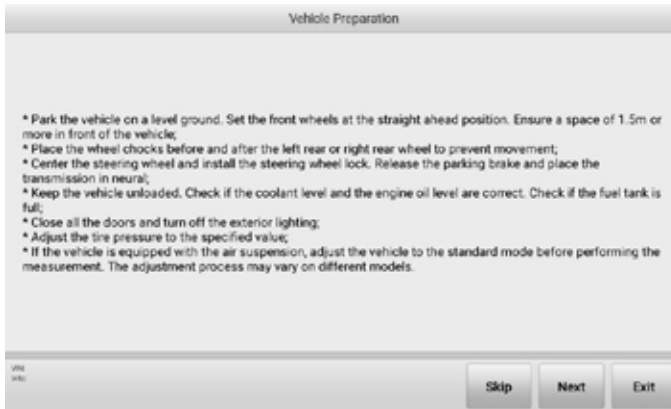 Vehicle Preparation
* Park the vehicle on a level ground. Set the front wheels at the straight ahead position. Ensure a space of 1.5m or
more in front of the vehicle;
* Place the wheel chocks before and after the left rear or right rear wheel to prevent movement;
* Center the steering wheel and install the steering wheel lock. Release the parking brake and place the
transmission in neural;
* Keep the vehicle unloaded. Check if the coolant level and the engine oil level are correct. Check if the fuel tank is
full;
* Close all the doors and turn off the exterior lighting;
* Adjust the tire pressure to the specified value;
* If the vehicle is equipped with the air suspension, adjust the vehicle to the standard mode before performing the
measurement. The adjustment process may vary on different models.
VIN
Skip Next Exit